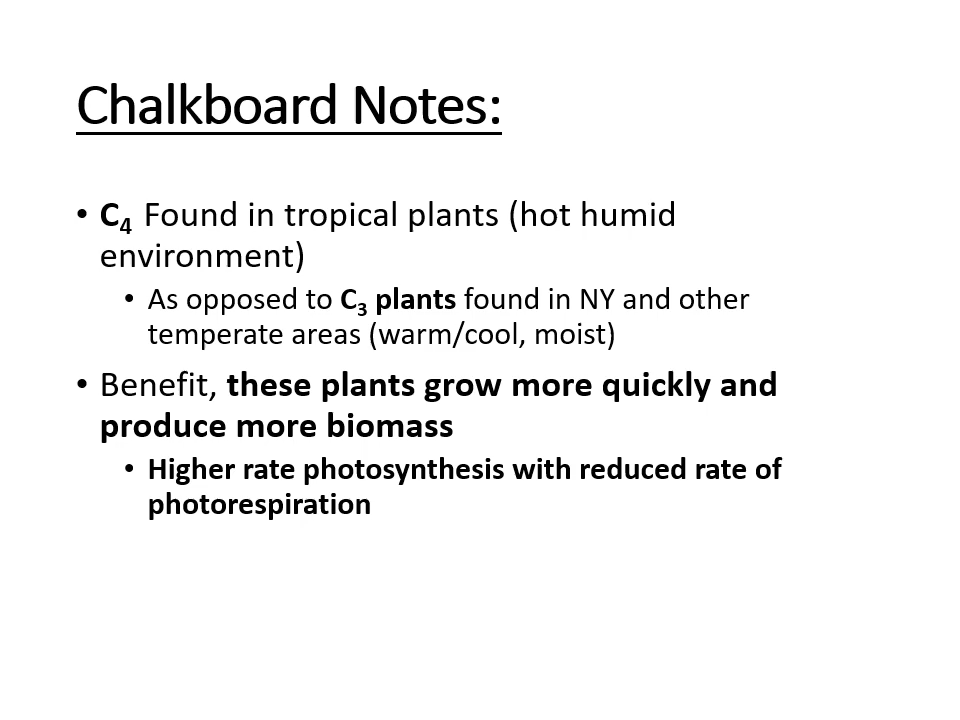 Chalkboard Notes:
• C₄ Found in tropical plants (hot humid
environment)
• As opposed to C₃ plants found in NY and other
temperate areas (warm/cool, moist)
• Benefit, these plants grow more quickly and
produce more biomass
• Higher rate photosynthesis with reduced rate of
photorespiration